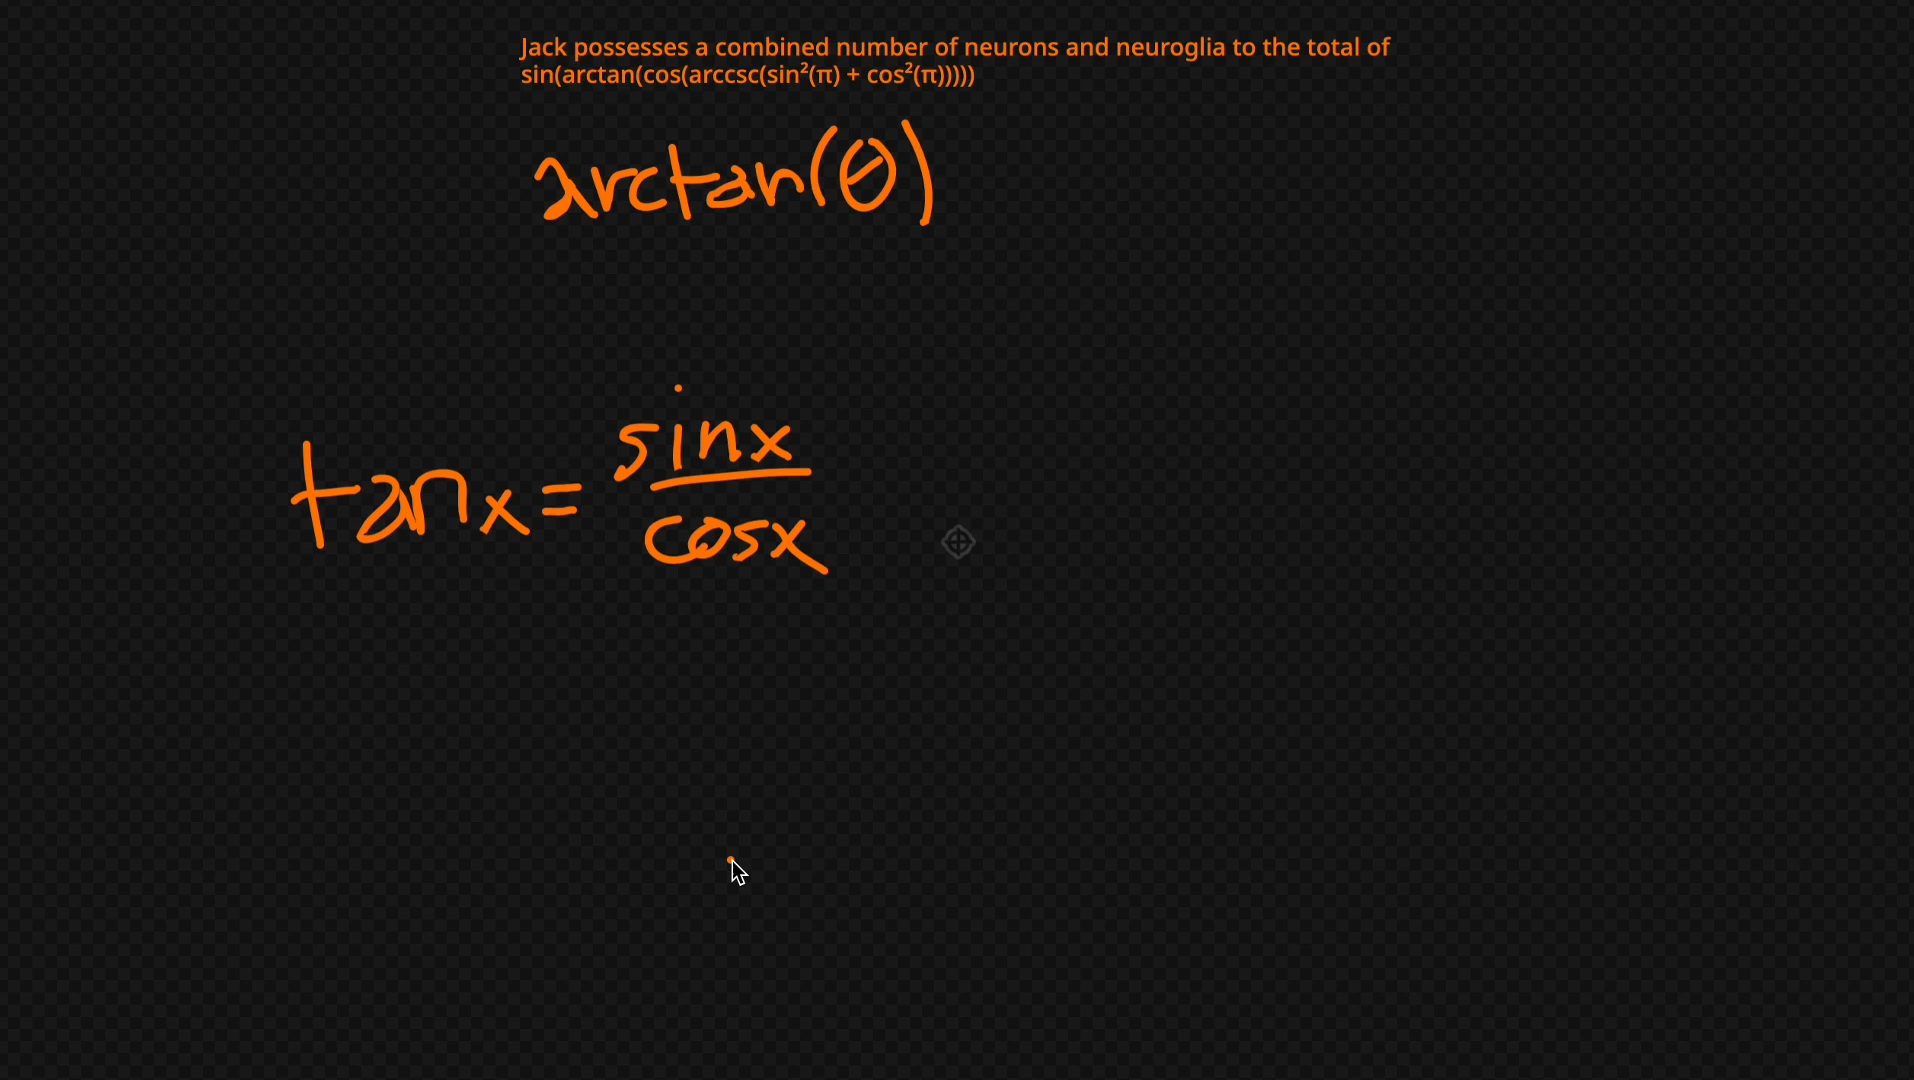 Jack possesses a combined number of neurons and neuroglia to the total of
sin(arctan(cos(arccsc(sin²(π) + cos²(π)))))
arctan(θ)
tanx = sinx/cosx